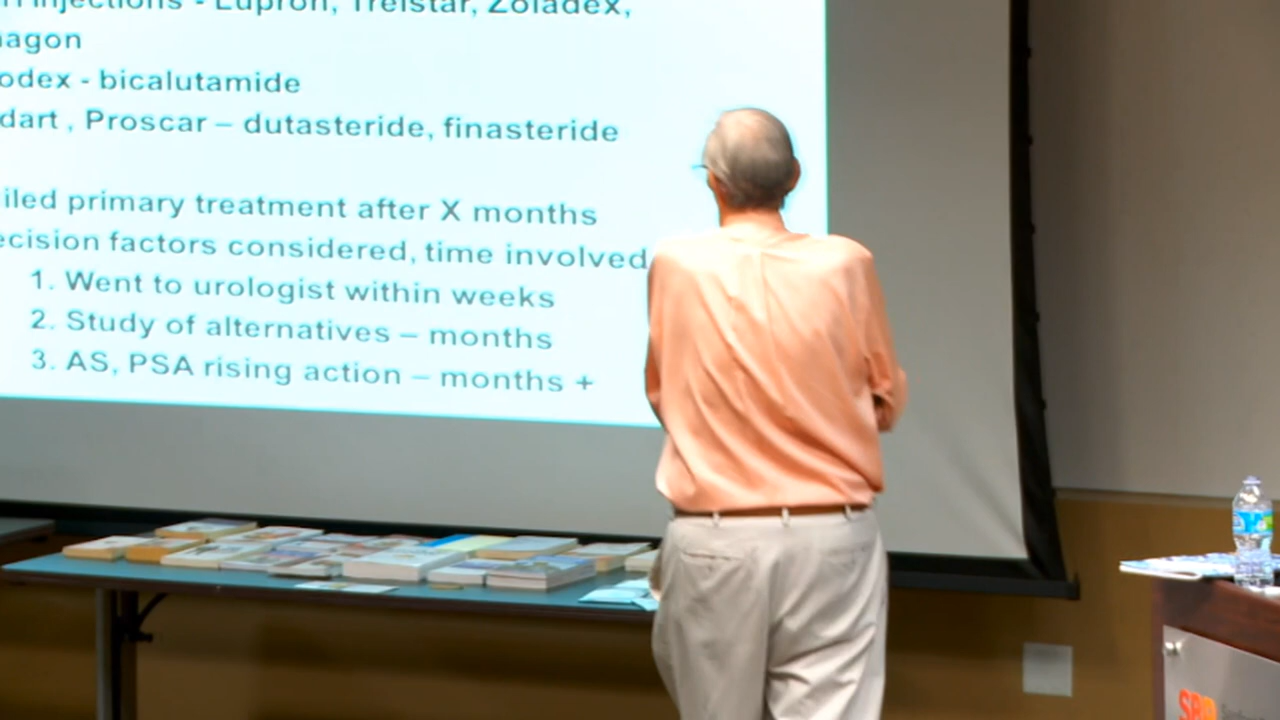 Injections - Lupron, Trelstar, Zoladex,
agon
odex - bicalutamide
dart , Proscar – dutasteride, finasteride
iled primary treatment after X months
ecision factors considered, time involved
1. Went to urologist within weeks
2. Study of alternatives – months
3. AS, PSA rising action – months +